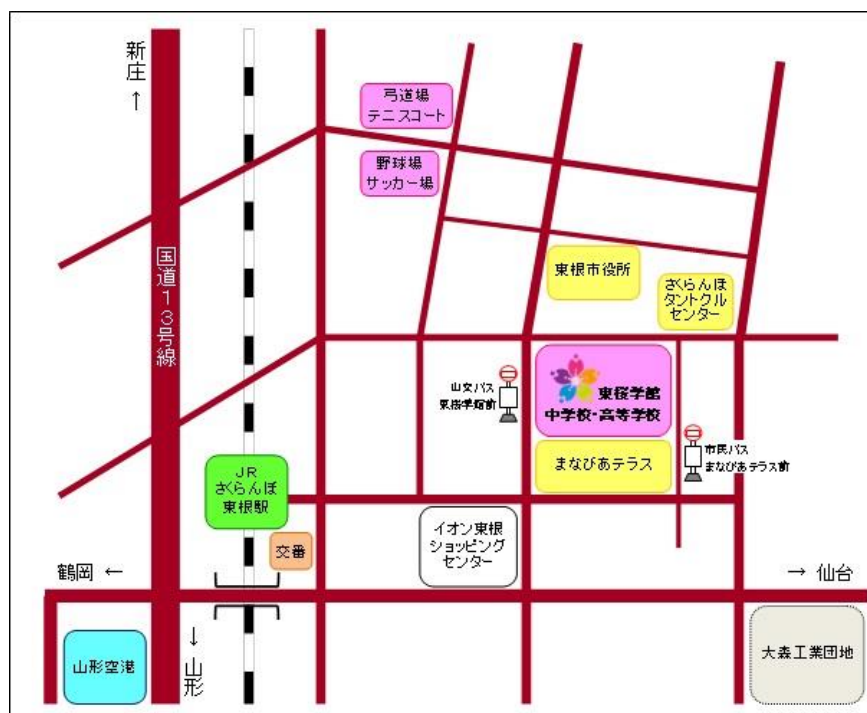 新庄
↑
弓道場
テニスコート
野球場
サッカー場
国道13号線
東根市役所
さくらんぼ
タントクル
センター
山交バス
東桜学館前
東桜学館
中学校・高等学校
市民バス
まなびあテラス前
まなびあテラス
JR
さくらんぼ
東根駅
交番
イオン東根
ショッピング
センター
鶴岡 ←
→ 仙台
山形空港
↓
山形
大森工業団地